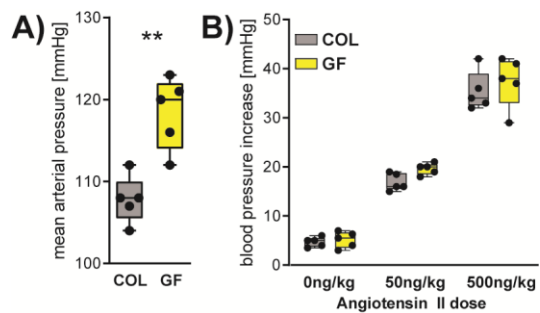 A)
mean arterial pressure [mmHg]
130
120
110
100
**
COL GF
B)
blood pressure increase [mmHg]
50
40
30
20
10
0
COL
GF
0ng/kg 50ng/kg 500ng/kg
Angiotensin II dose